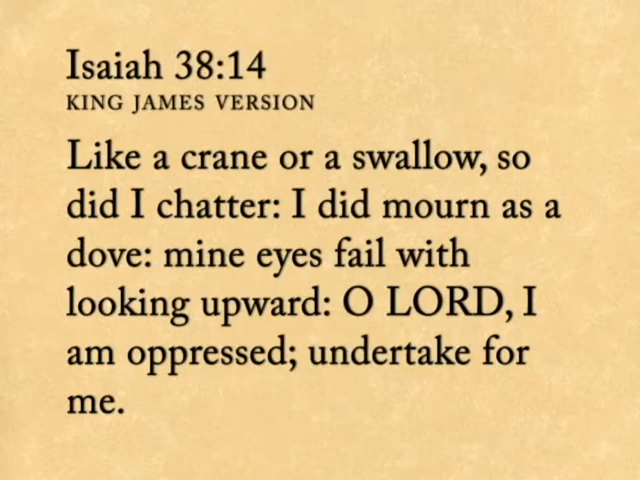 Isaiah 38:14
KING JAMES VERSION
Like a crane or a swallow, so
did I chatter: I did mourn as a
dove: mine eyes fail with
looking upward: O LORD, I
am oppressed; undertake for
me.